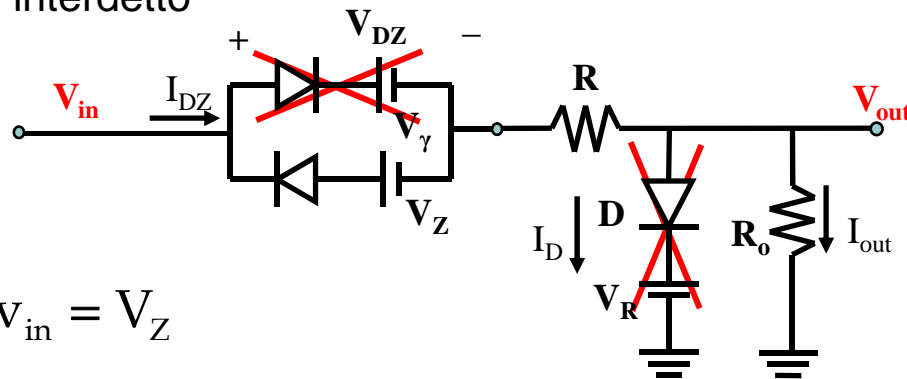 interdetto
+ V_DZ –
V_in
I_DZ
V_γ
V_Z
R
V_out
D
I_D
V_R
R_o
I_out
v_in = V_Z